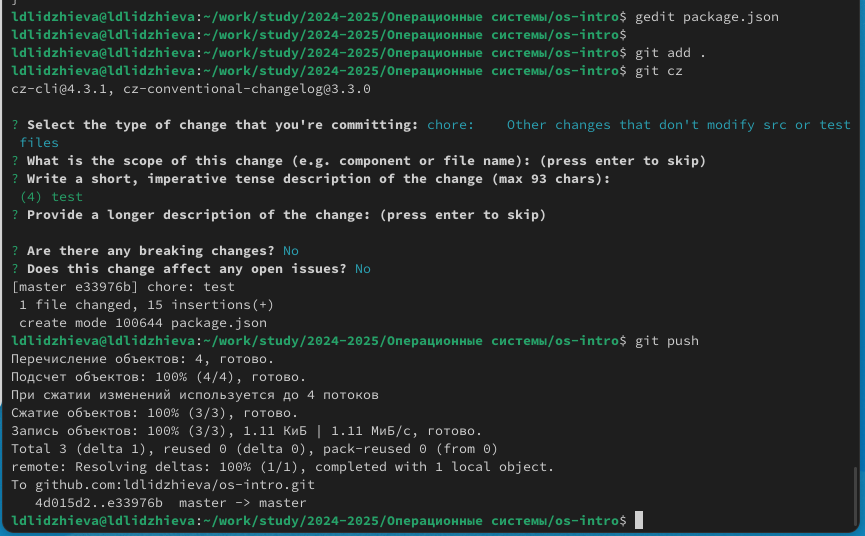 ldlidzhieva@ldlidzhieva:~/work/study/2024-2025/Операционные системы/os-intro$ gedit package.json
ldlidzhieva@ldlidzhieva:~/work/study/2024-2025/Операционные системы/os-intro$
ldlidzhieva@ldlidzhieva:~/work/study/2024-2025/Операционные системы/os-intro$ git add .
ldlidzhieva@ldlidzhieva:~/work/study/2024-2025/Операционные системы/os-intro$ git cz
cz-cli@4.3.1, cz-conventional-changelog@3.3.0
? Select the type of change that you're committing: chore:    Other changes that don't modify src or test
files
? What is the scope of this change (e.g. component or file name): (press enter to skip)
? Write a short, imperative tense description of the change (max 93 chars):
(4) test
? Provide a longer description of the change: (press enter to skip)
? Are there any breaking changes? No
? Does this change affect any open issues? No
[master e33976b] chore: test
1 file changed, 15 insertions(+)
create mode 100644 package.json
ldlidzhieva@ldlidzhieva:~/work/study/2024-2025/Операционные системы/os-intro$ git push
Перечисление объектов: 4, готово.
Подсчет объектов: 100% (4/4), готово.
При сжатии изменений используется до 4 потоков
Сжатие объектов: 100% (3/3), готово.
Запись объектов: 100% (3/3), 1.11 КиБ | 1.11 МиБ/с, готово.
Total 3 (delta 1), reused 0 (delta 0), pack-reused 0 (from 0)
remote: Resolving deltas: 100% (1/1), completed with 1 local object.
To github.com:ldlidzhieva/os-intro.git
4d015d2..e33976b  master -> master
ldlidzhieva@ldlidzhieva:~/work/study/2024-2025/Операционные системы/os-intro$